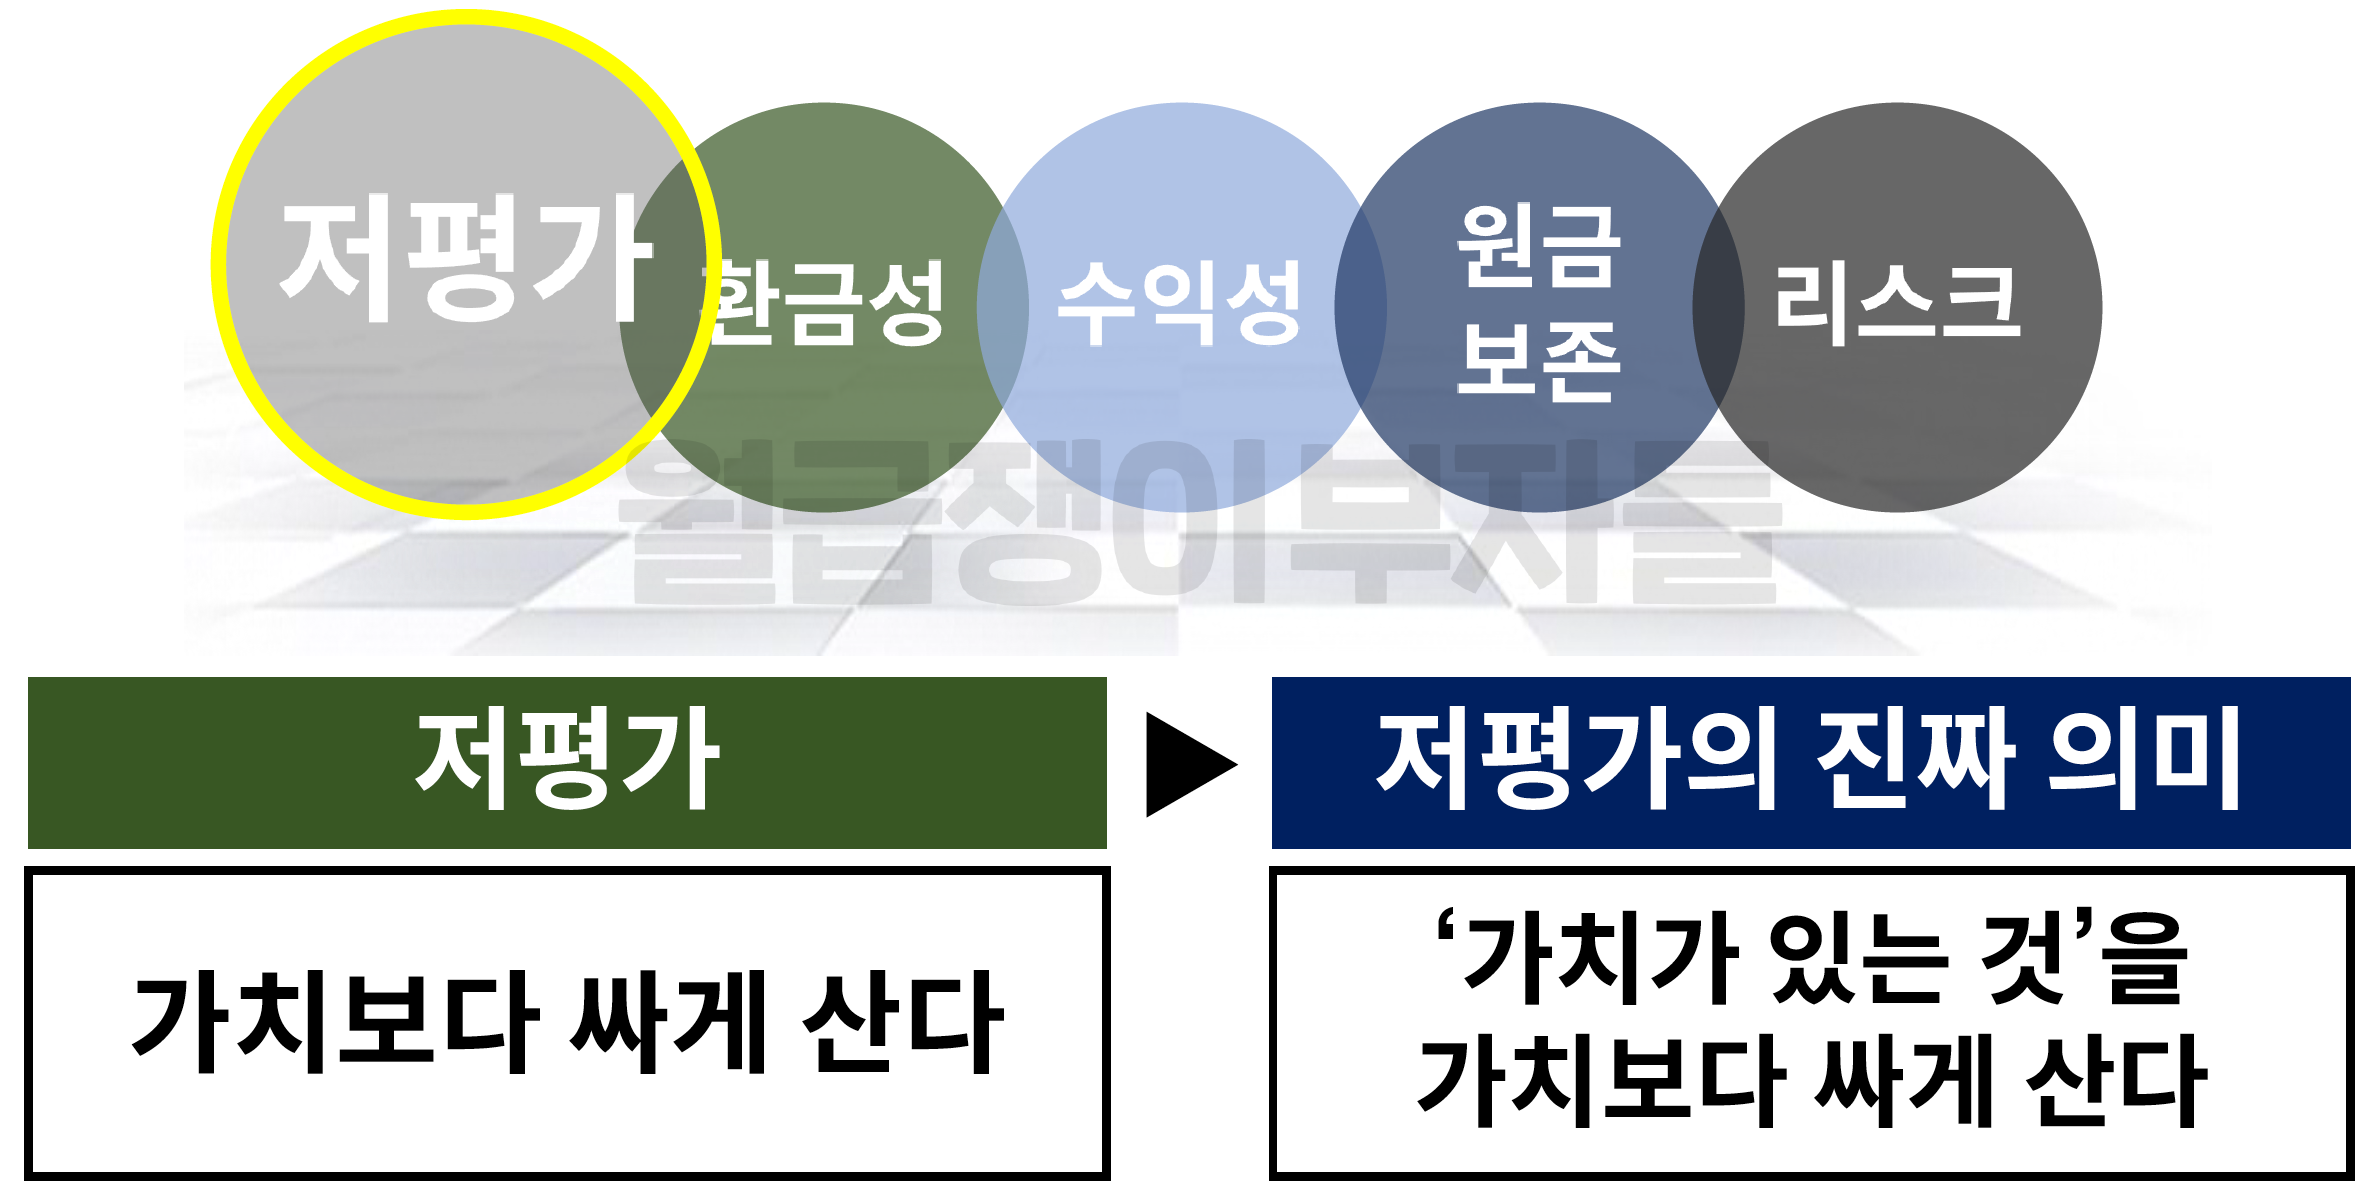 저평가
환금성
수익성
원금
보존
리스크
월급쟁이부자들
저평가
저평가의 진짜 의미
가치보다 싸게 산다
‘가치가 있는 것’을
가치보다 싸게 산다